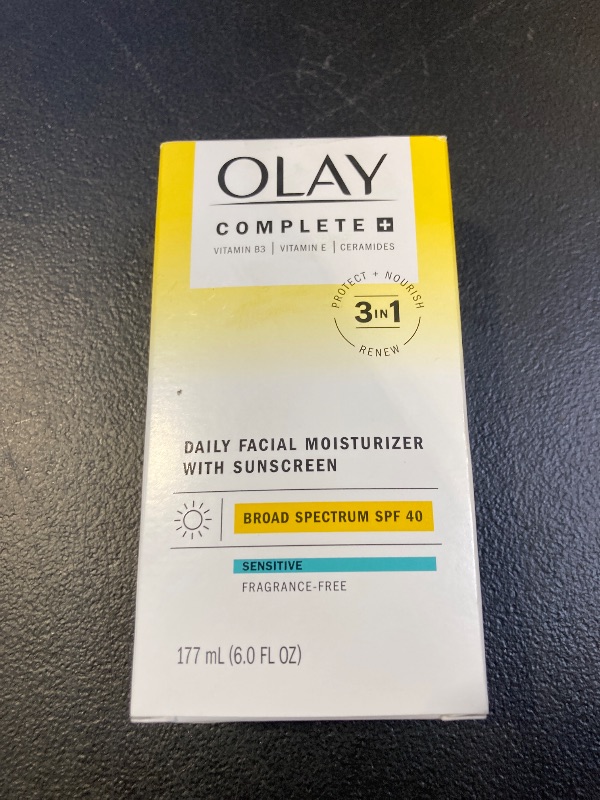 OLAY
COMPLETE +
VITAMIN B3 | VITAMIN E | CERAMIDES
PROTECT + NOURISH
3 IN 1
RENEW
DAILY FACIAL MOISTURIZER
WITH SUNSCREEN
BROAD SPECTRUM SPF 40
SENSITIVE
FRAGRANCE-FREE
177 mL (6.0 FL OZ)